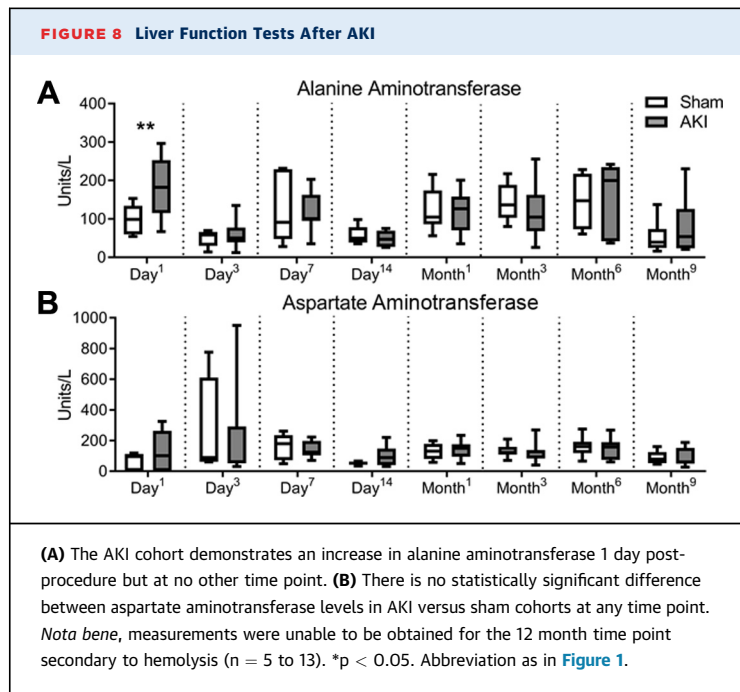 FIGURE 8 Liver Function Tests After AKI
A
Alanine Aminotransferase
Sham
AKI
Units/L
400
300
200
100
0
**
Day1 Day3 Day7 Day14 Month1 Month3 Month6 Month9
B
Aspartate Aminotransferase
Units/L
1000
800
600
400
200
0
Day1 Day3 Day7 Day14 Month1 Month3 Month6 Month9
(A) The AKI cohort demonstrates an increase in alanine aminotransferase 1 day post-
procedure but at no other time point. (B) There is no statistically significant difference
between aspartate aminotransferase levels in AKI versus sham cohorts at any time point.
Nota bene, measurements were unable to be obtained for the 12 month time point
secondary to hemolysis (n = 5 to 13). *p < 0.05. Abbreviation as in Figure 1.